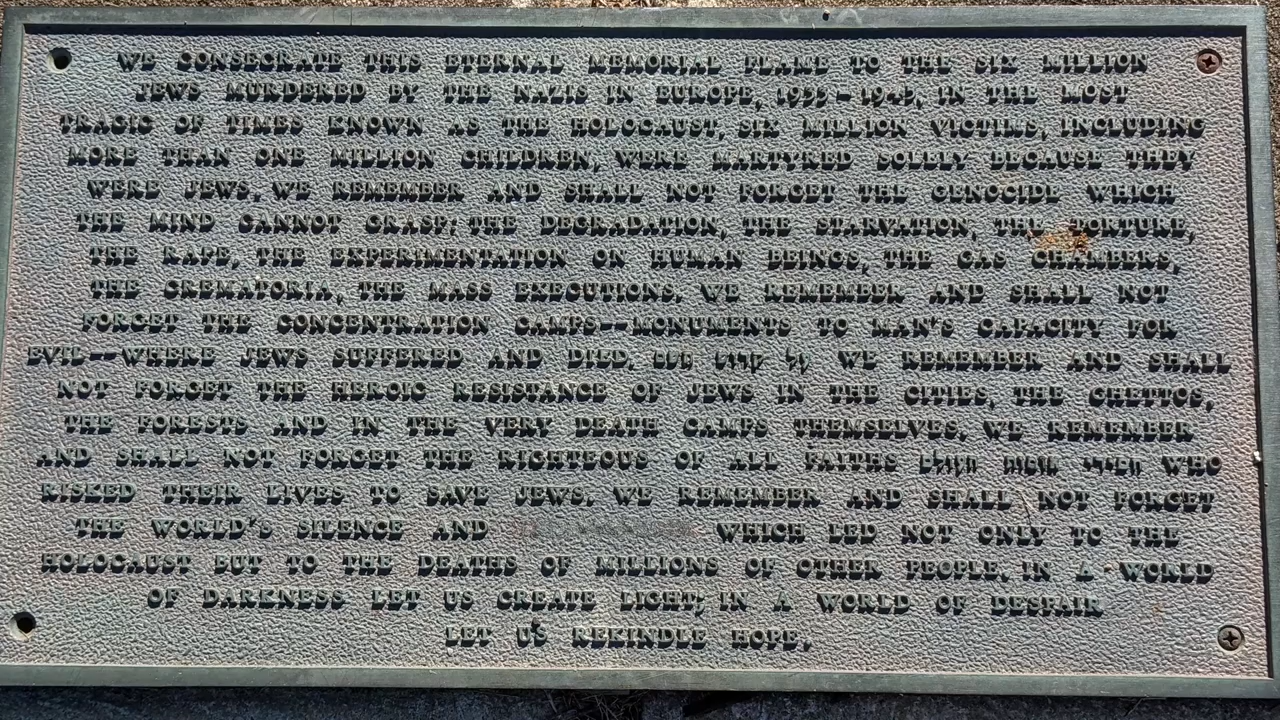 WE CONSECRATE THIS ETERNAL MEMORIAL FLAME TO THE SIX MILLION
JEWS MURDERED BY THE NAZIS IN EUROPE, 1933-1945, IN THE MOST
TRAGIC OF TIMES KNOWN AS THE HOLOCAUST, SIX MILLION VICTIMS, INCLUDING
MORE THAN ONE MILLION CHILDREN, WERE MARTYRED SOLELY BECAUSE THEY
WERE JEWS. WE REMEMBER AND SHALL NOT FORGET THE GENOCIDE WHICH
THE MIND CANNOT GRASP: THE DEGRADATION, THE STARVATION, THE TORTURE,
THE RAPE, THE EXPERIMENTATION ON HUMAN BEINGS, THE GAS CHAMBERS,
THE CREMATORIA, THE MASS EXECUTIONS. WE REMEMBER AND SHALL NOT
FORGET THE CONCENTRATION CAMPS--MONUMENTS TO MAN'S CAPACITY FOR
EVIL--WHERE JEWS SUFFERED AND DIED, על קדוש השם WE REMEMBER AND SHALL
NOT FORGET THE HEROIC RESISTANCE OF JEWS IN THE CITIES, THE GHETTOS,
THE FORESTS AND IN THE VERY DEATH CAMPS THEMSELVES. WE REMEMBER
AND SHALL NOT FORGET THE RIGHTEOUS OF ALL FAITHS חסידי אומות העולם WHO
RISKED THEIR LIVES TO SAVE JEWS. WE REMEMBER AND SHALL NOT FORGET
THE WORLD'S SILENCE AND WHICH LED NOT ONLY TO THE
HOLOCAUST BUT TO THE DEATHS OF MILLIONS OF OTHER PEOPLE. IN A WORLD
OF DARKNESS LET US CREATE LIGHT; IN A WORLD OF DESPAIR
LET US REKINDLE HOPE.